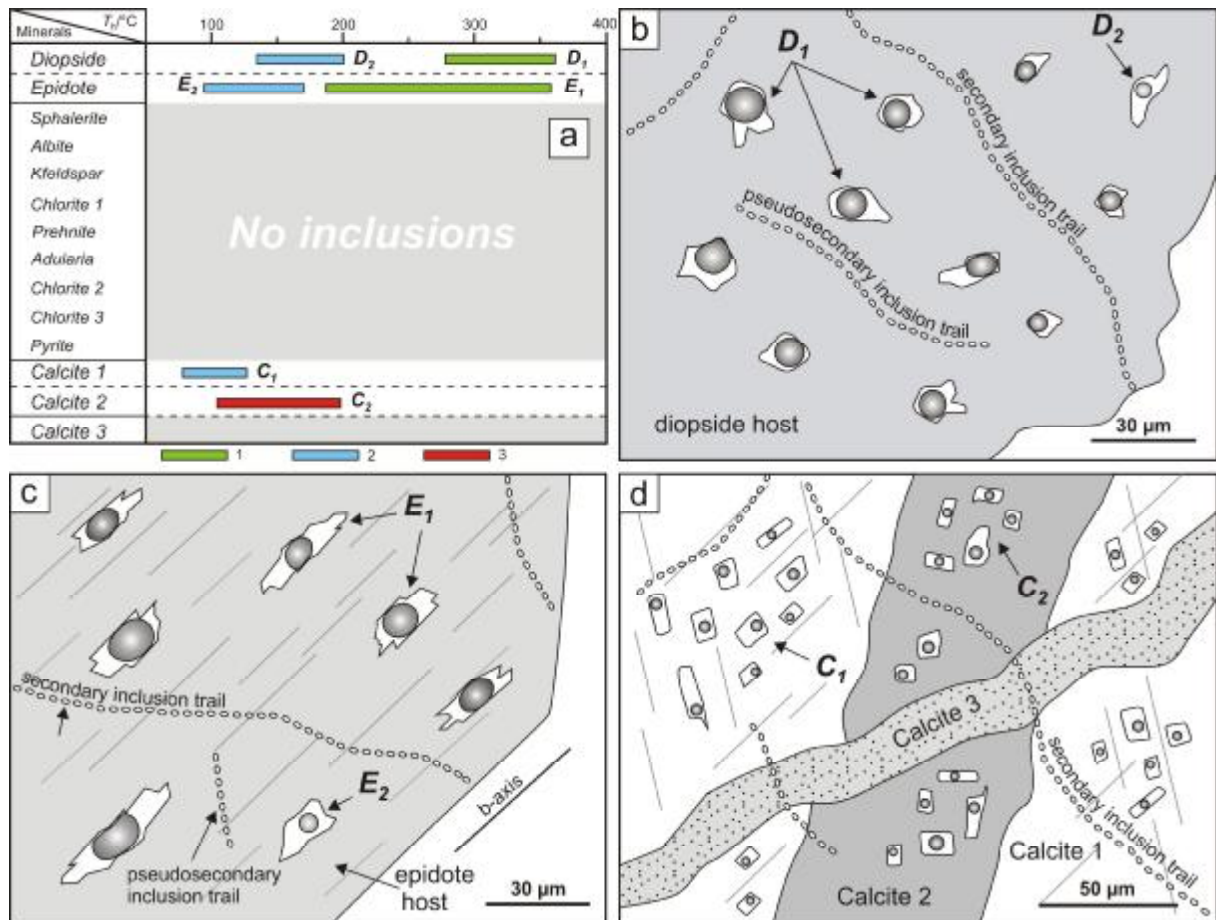 Minerals Th/°C 100 200 300 400
Diopside D2 D1
Epidote E2 E1
Sphalerite
Albite
Kfeldspar
Chlorite 1
Prehnite
Adularia
Chlorite 2
Chlorite 3
Pyrite
a
No inclusions
Calcite 1 C1
Calcite 2 C2
Calcite 3
1 2 3
b
D1
D2
secondary inclusion trail
pseudosecondary inclusion trail
diopside host
30 µm
c
E1
secondary inclusion trail
E2
b-axis
pseudosecondary
inclusion trail
epidote
host
30 µm
d
C2
C1
Calcite 3
secondary inclusion trail
Calcite 1
Calcite 2
50 µm